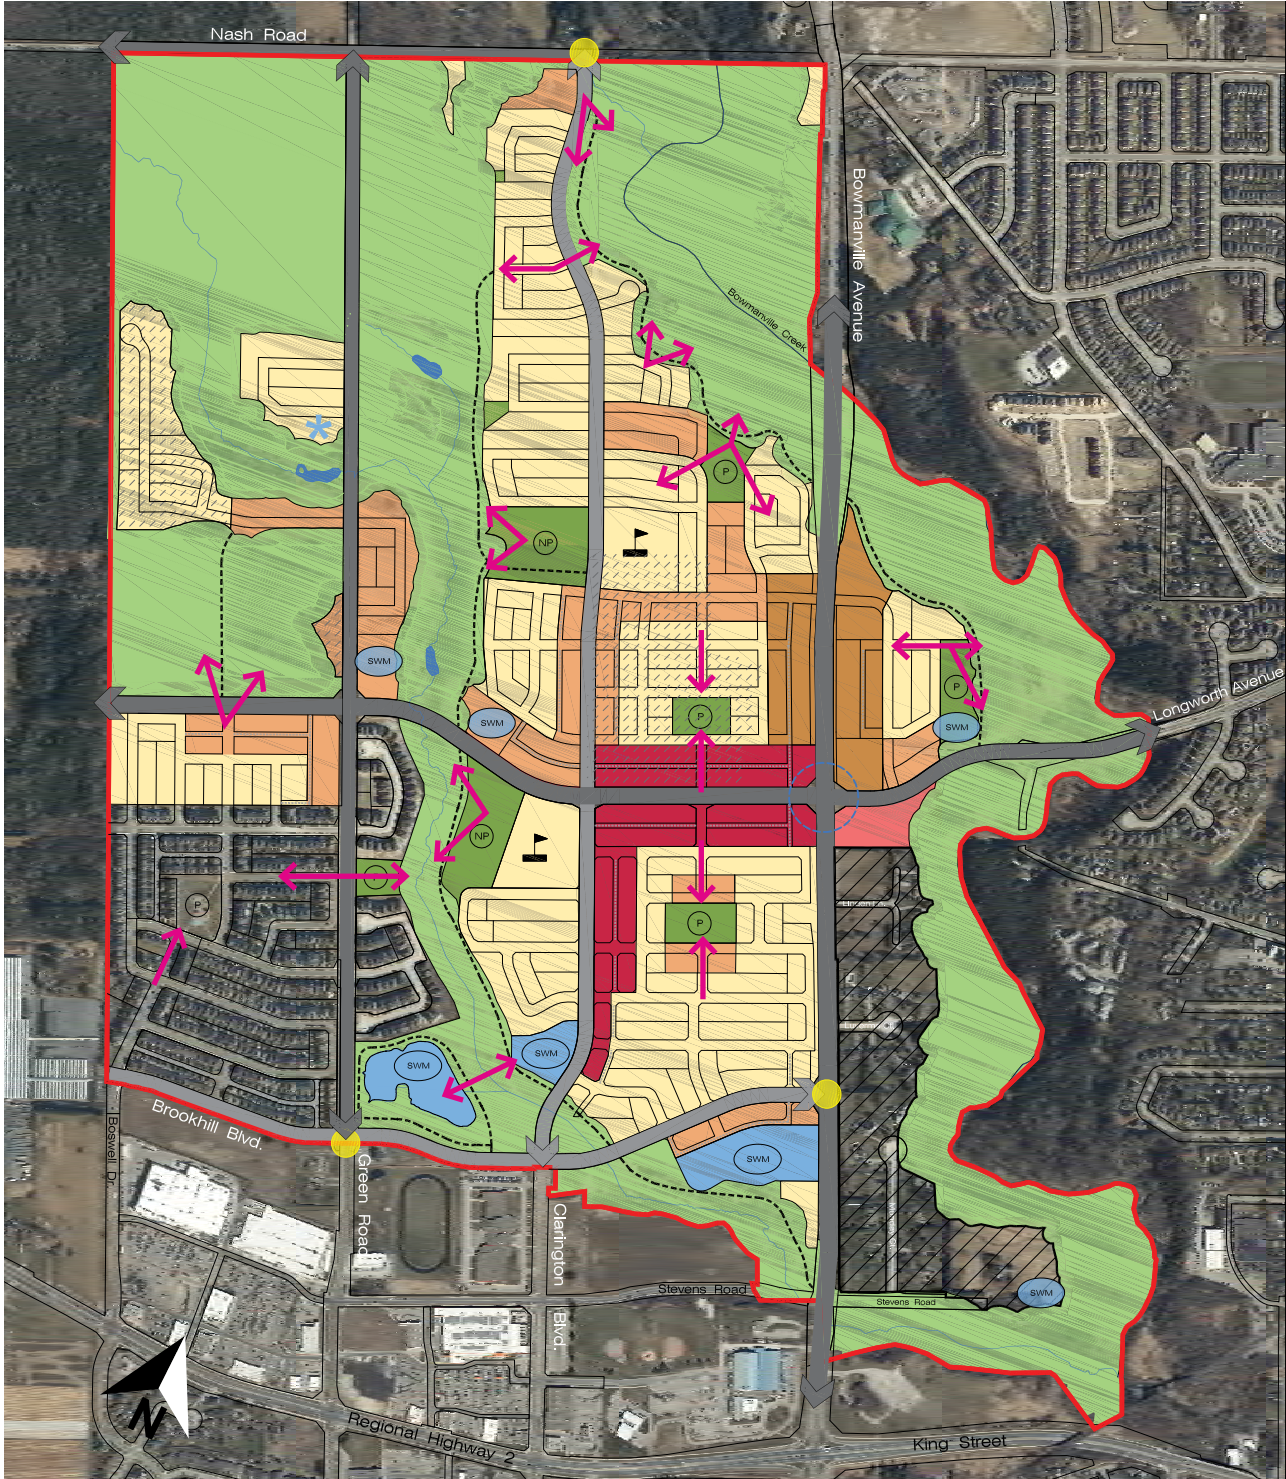 Nash Road
Bowmanville Avenue
Bowmanville Creek
P
NP
P
SWM
P
SWM
SWM
Longworth Avenue
NP
P
P
SWM
SWM
Brookhill Blvd.
Boswell Dr.
Green Road
Clarington Blvd.
SWM
SWM
Stevens Road
Stevens Road
Regional Highway 2
King Street
N